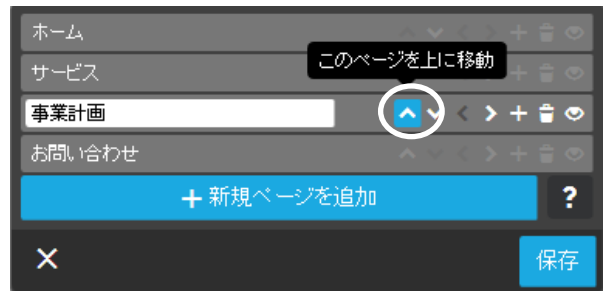 ホーム
このページを上に移動
サービス
事業計画
お問い合わせ
+ 新規ページを追加
?
保存